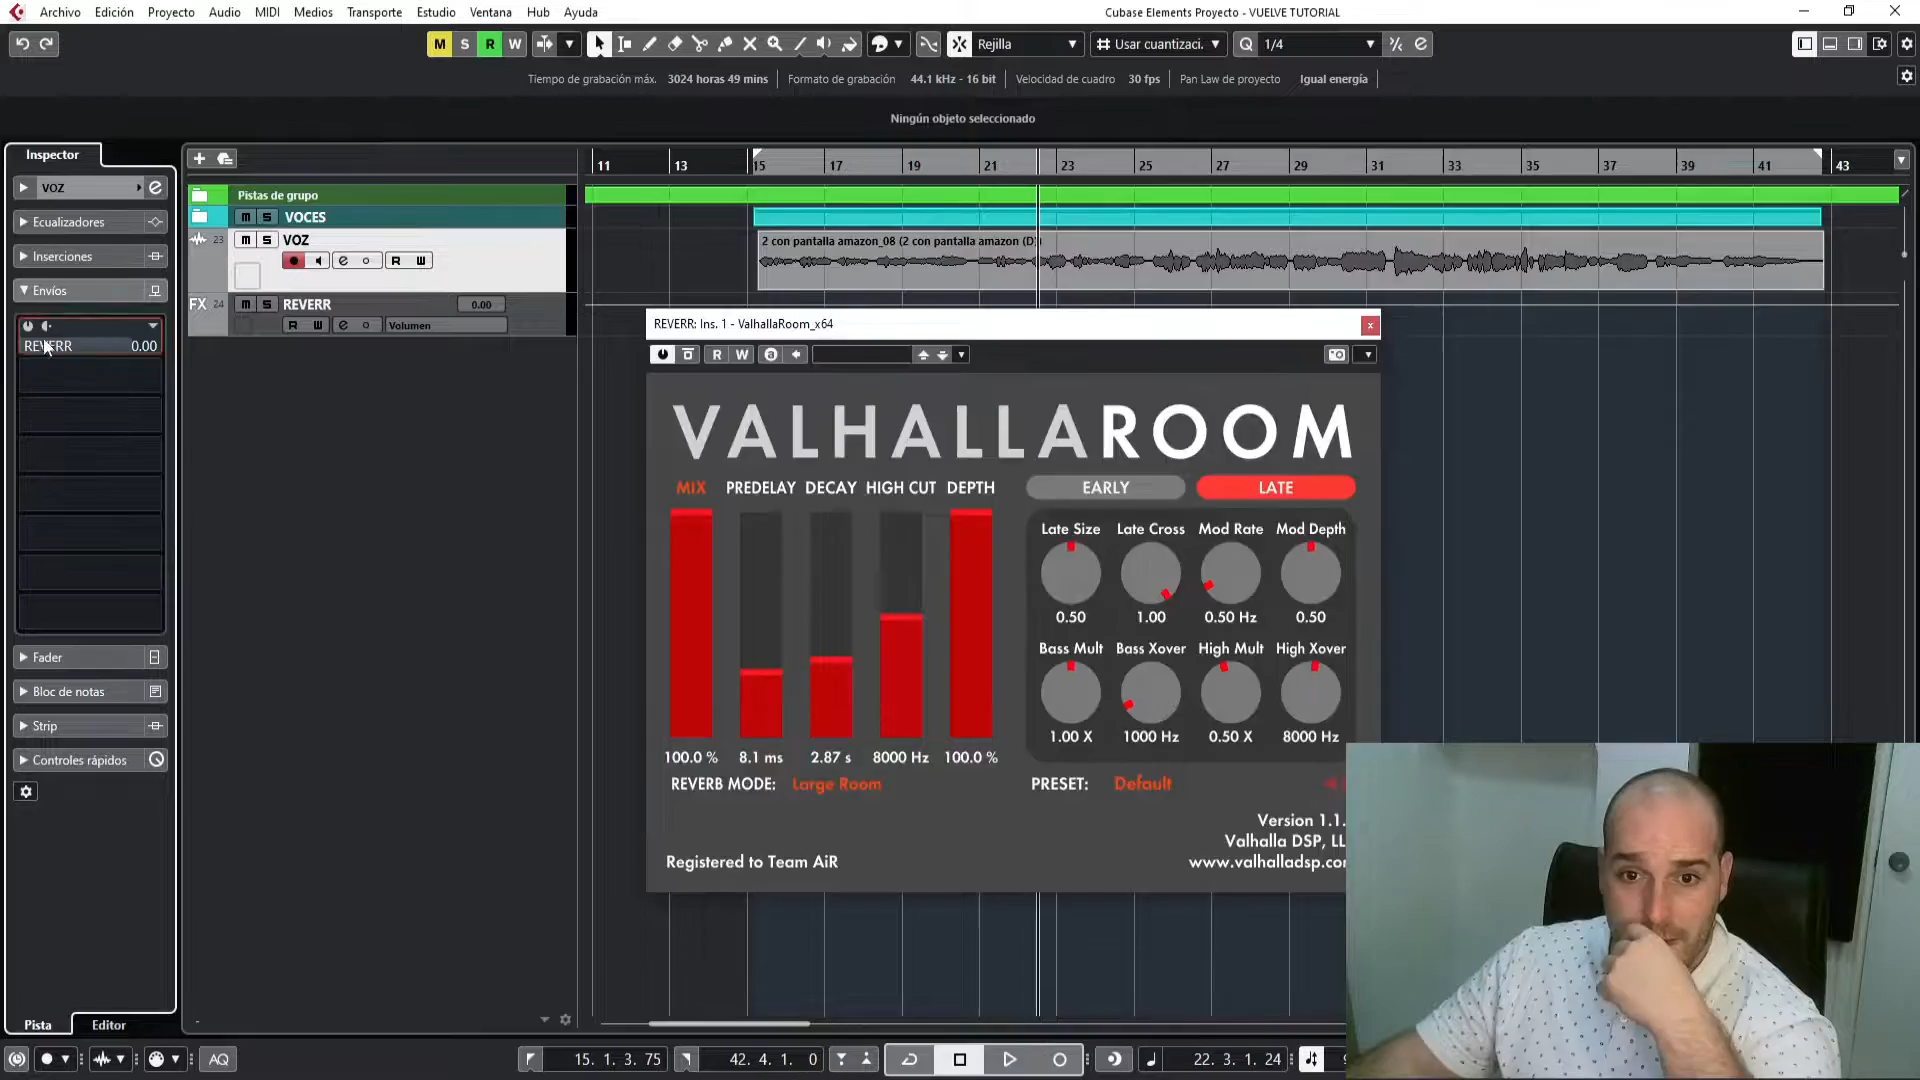 Archivo Edición Proyecto Audio MIDI Medios Transporte Estudio Ventana Hub Ayuda
Cubase Elements Proyecto - VUELVE TUTORIAL
M S R W
Rejilla
Usar cuantizaci.
Q 1/4
Tiempo de grabación máx. 3024 horas 49 mins
Formato de grabación 44.1 kHz - 16 bit
Velocidad de cuadro 30 fps
Pan Law de proyecto Igual energía
Ningún objeto seleccionado
Inspector
VOZ
Ecualizadores
Inserciones
Envíos
REVERR 0.00
Fader
Bloc de notas
Strip
Controles rápidos
Pista Editor
11 13 15 17 19 21 23 25 27 29 31 33 35 37 39 41 43
Pistas de grupo
m S VOCES
23 m S VOZ
R W
FX 24 m S REVERR 0.00
R W Volumen
2 con pantalla amazon_08 (2 con pantalla amazon (D)
REVERR: Ins. 1 - ValhallaRoom_x64
x
R W
VALHALLAROOM
MIX PREDELAY DECAY HIGH CUT DEPTH
EARLY LATE
Late Size Late Cross Mod Rate Mod Depth
0.50 1.00 0.50 Hz 0.50
Bass Mult Bass Xover High Mult High Xover
1.00 X 1000 Hz 0.50 X 8000 Hz
100.0 % 8.1 ms 2.87 s 8000 Hz 100.0 %
REVERB MODE: Large Room
PRESET: Default
Version 1.1.
Valhalla DSP, LL
Registered to Team AiR
www.valhalladsp.co
AQ
15. 1. 3. 75
42. 4. 1. 0
22. 3. 1. 24